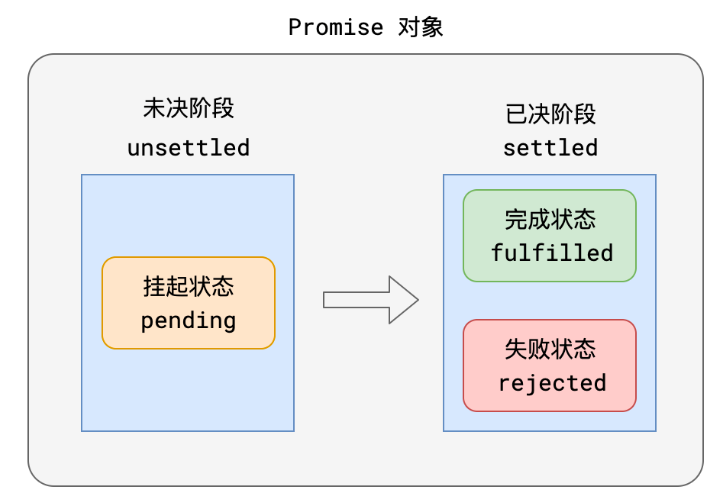 Promise 对象
未决阶段
unsettled
挂起状态
pending
已决阶段
settled
完成状态
fulfilled
失败状态
rejected